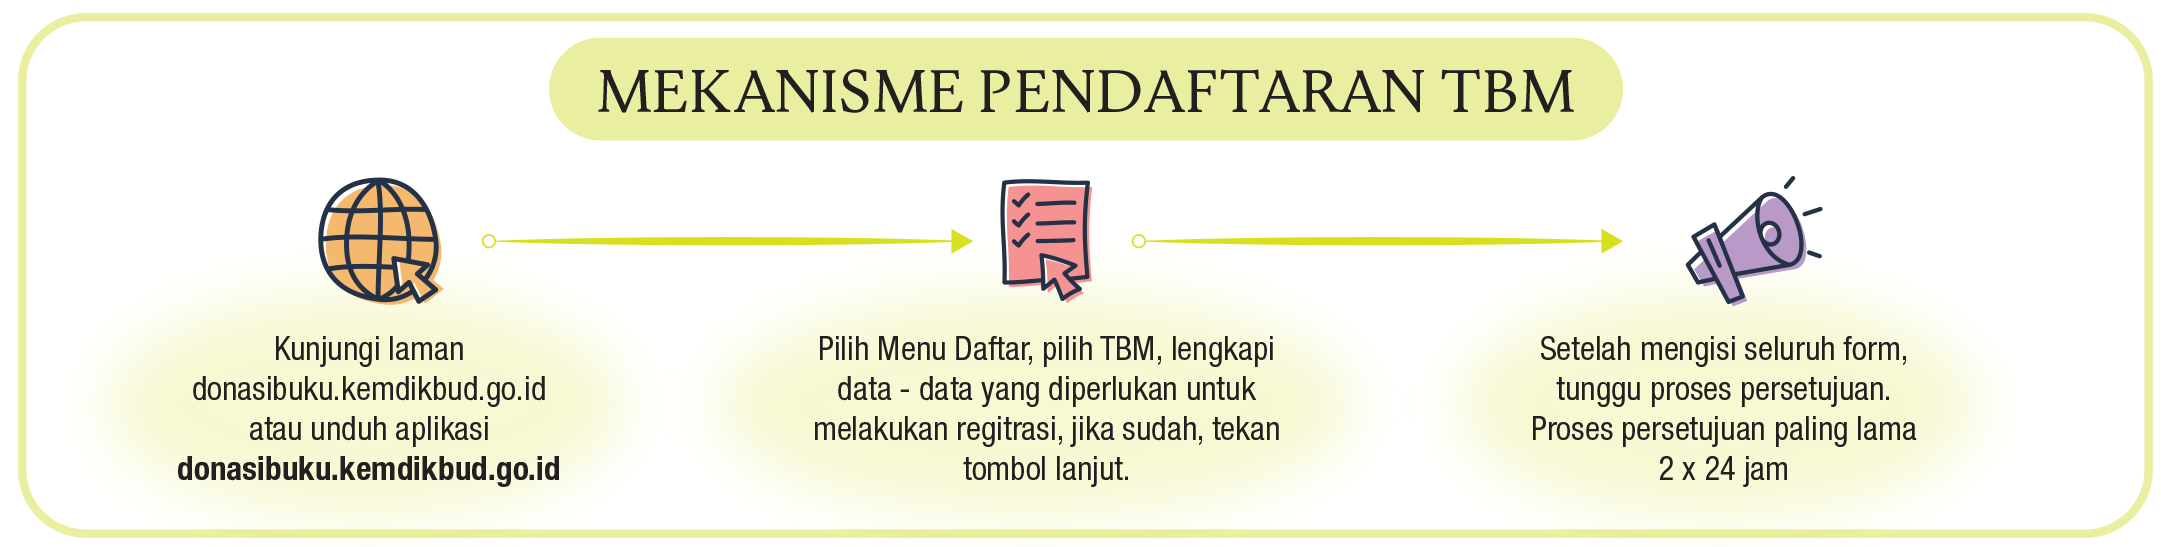 MEKANISME PENDAFTARAN TBM
Kunjungi laman
donasibuku.kemdikbud.go.id
atau unduh aplikasi
donasibuku.kemdikbud.go.id
Pilih Menu Daftar, pilih TBM, lengkapi
data - data yang diperlukan untuk
melakukan regitrasi, jika sudah, tekan
tombol lanjut.
Setelah mengisi seluruh form,
tunggu proses persetujuan.
Proses persetujuan paling lama
2 x 24 jam